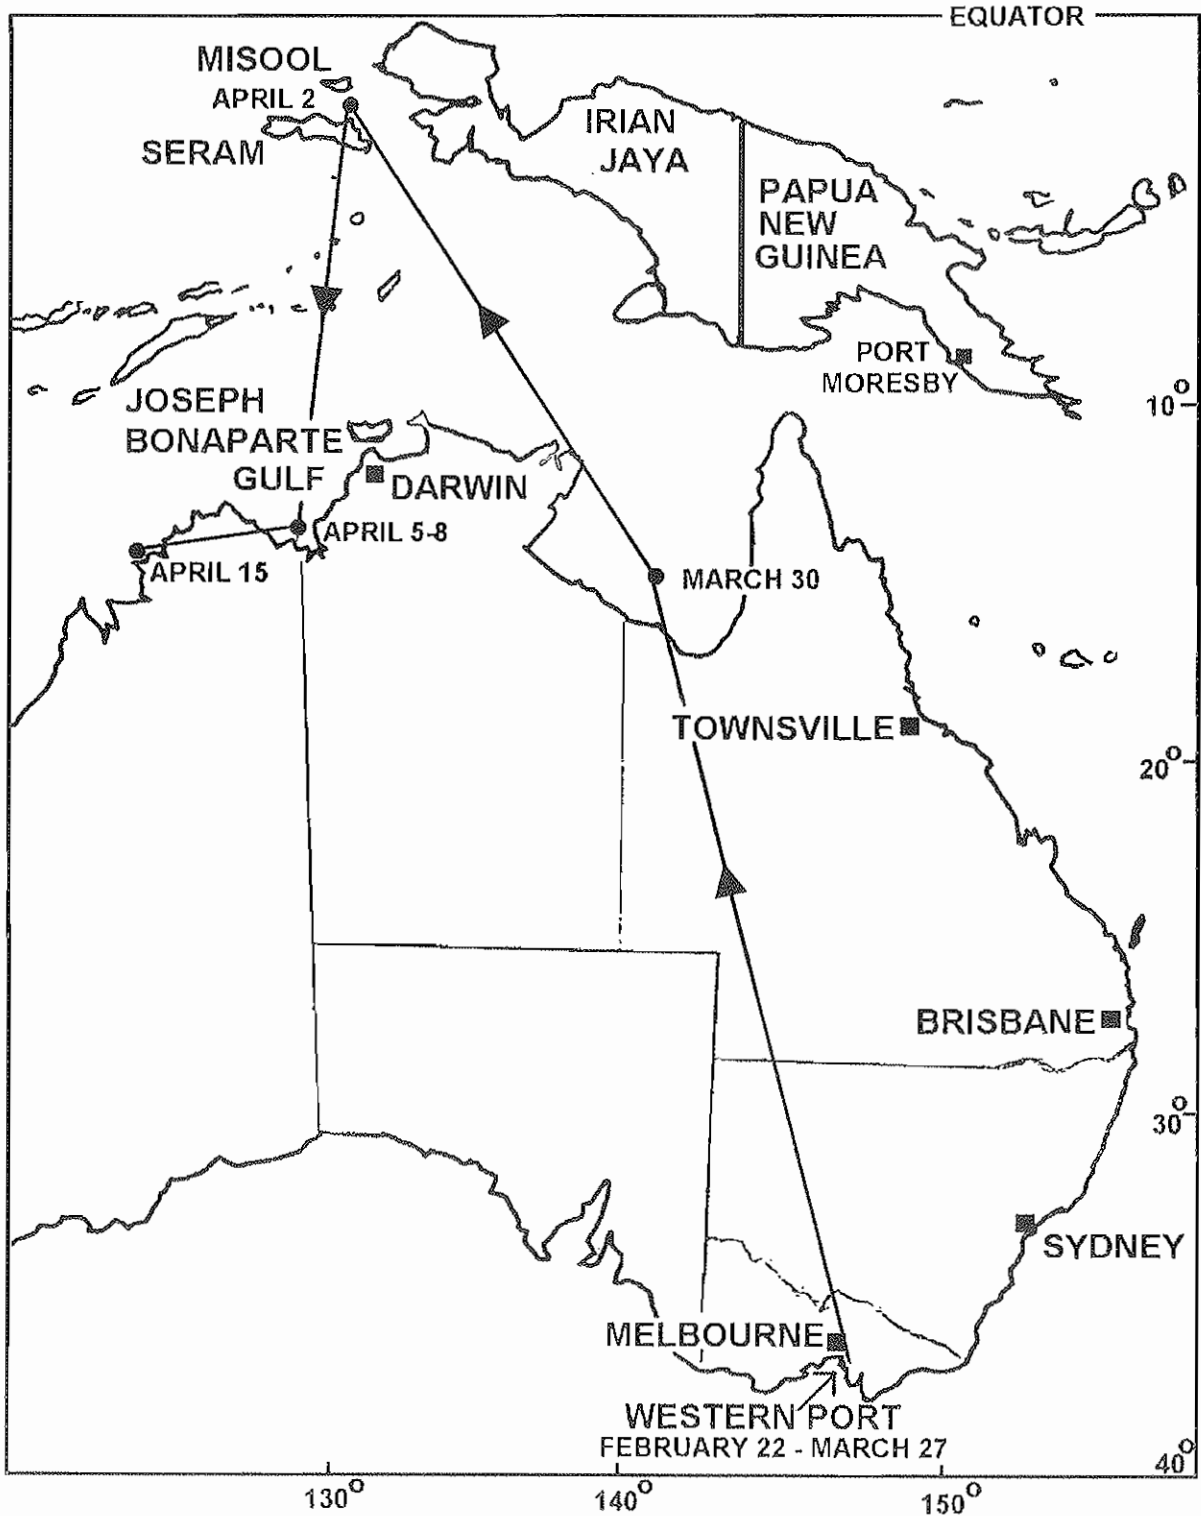 EQUATOR
MISOOL
APRIL 2
SERAM
IRIAN
JAYA
PAPUA
NEW
GUINEA
PORT
MORESBY
10°
JOSEPH
BONAPARTE
GULF
DARWIN
APRIL 5-8
APRIL 15
MARCH 30
TOWNSVILLE
20°
BRISBANE
30°
SYDNEY
MELBOURNE
WESTERN PORT
FEBRUARY 22 - MARCH 27
40°
130°
140°
150°